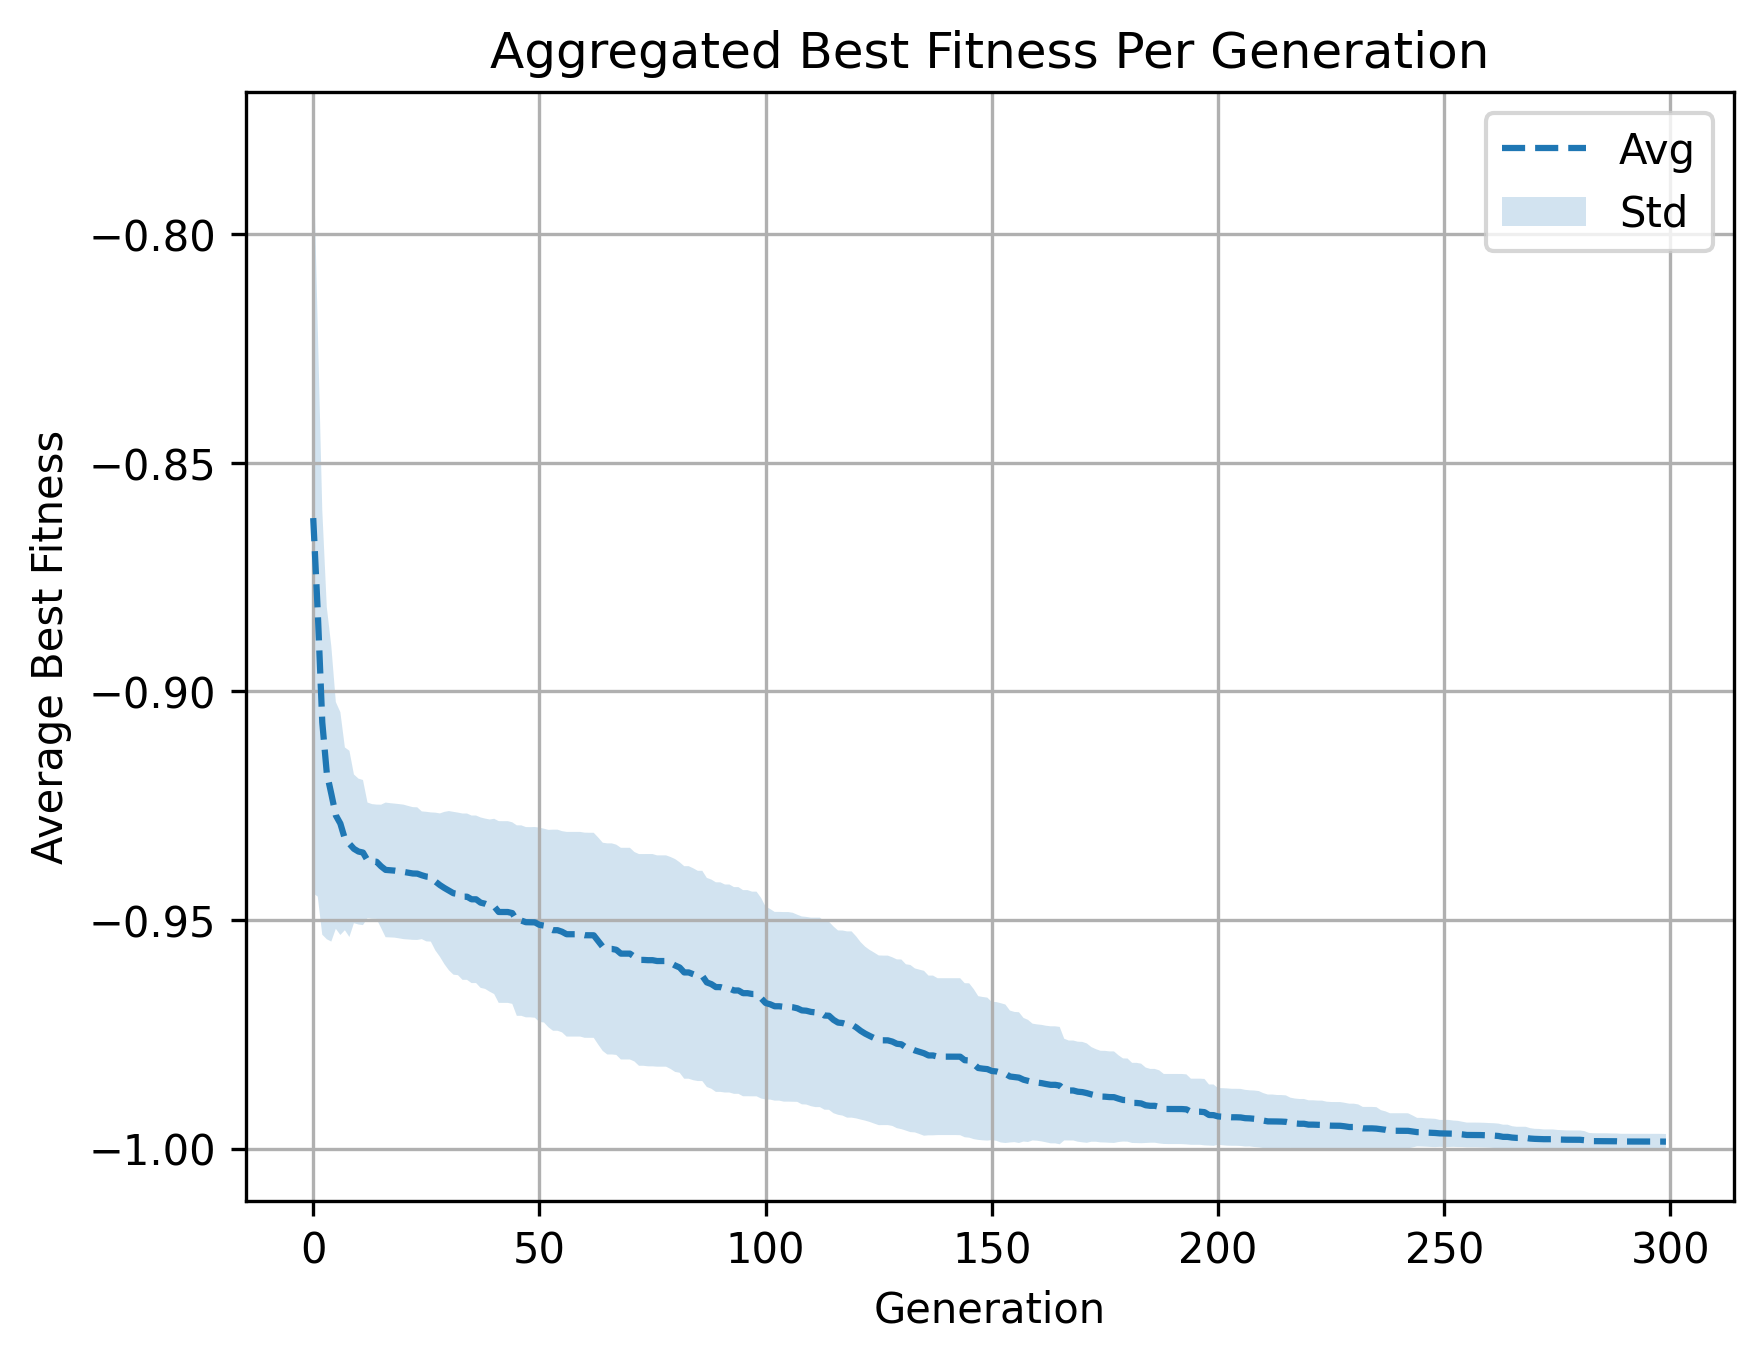 Aggregated Best Fitness Per Generation
Avg
Std
−0.80
−0.85
−0.90
−0.95
−1.00
Average Best Fitness
0 50 100 150 200 250 300
Generation